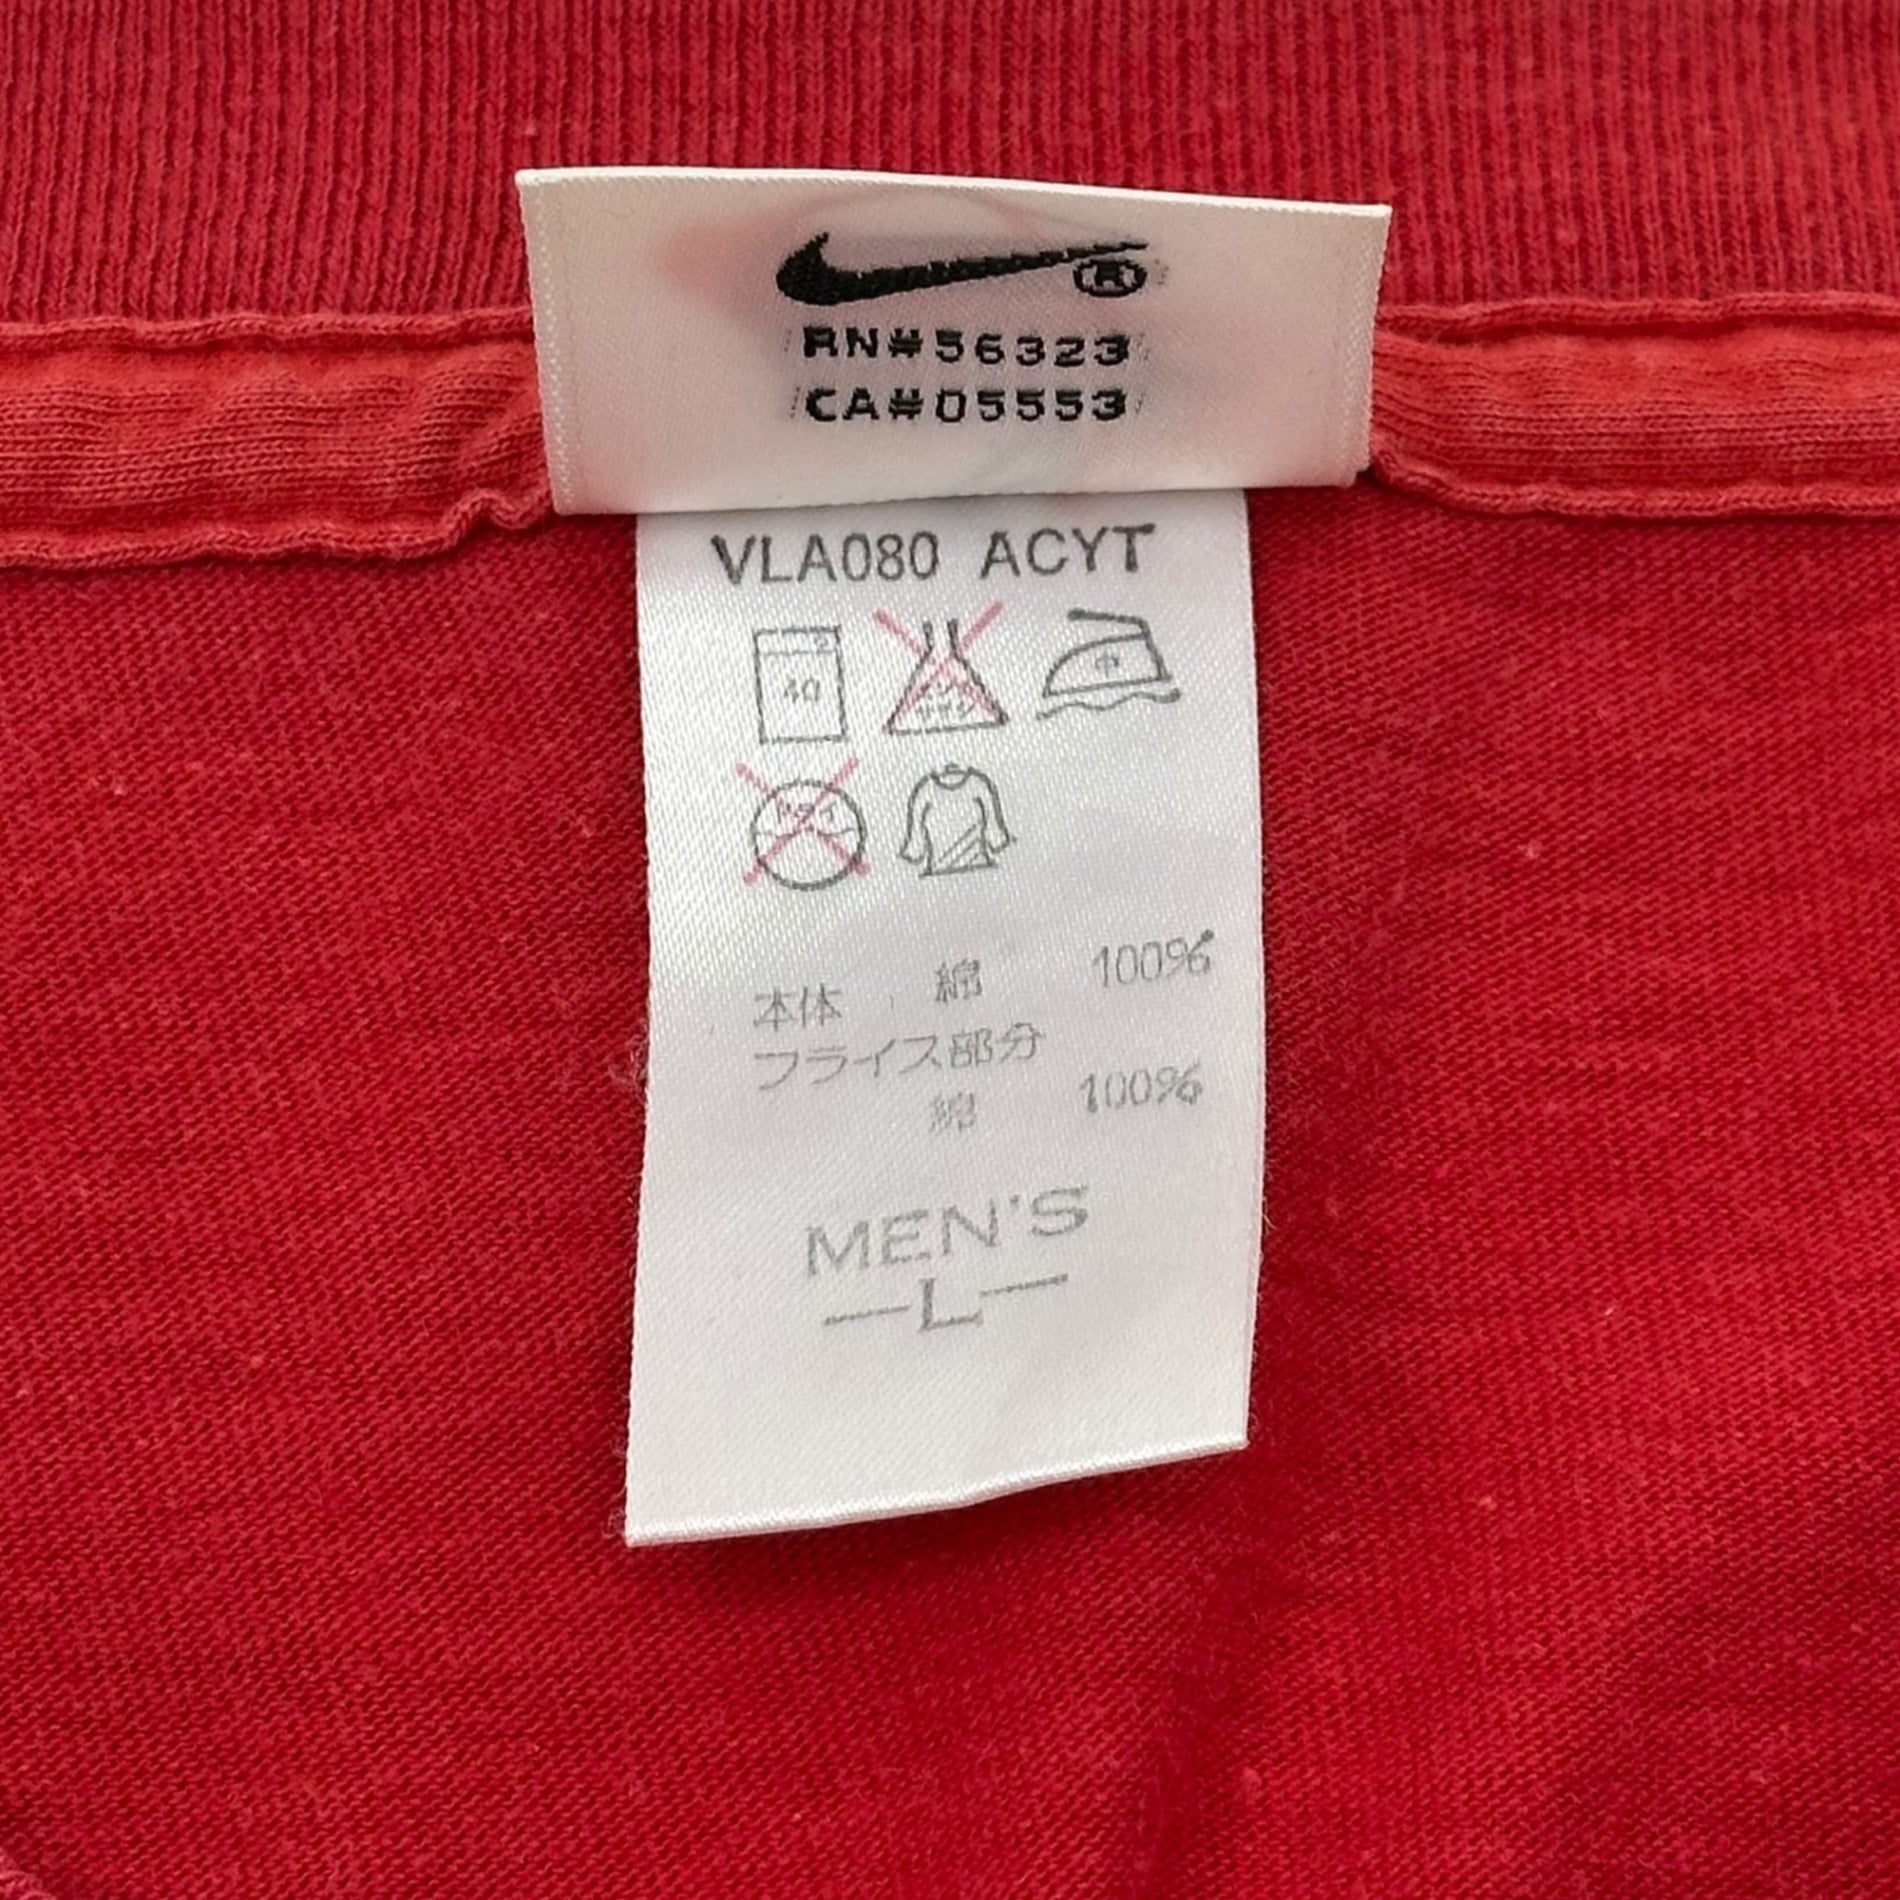 ®
RN#56323
CA#05553
VLA080 ACYT
40 中
本体 綿 100%
フライス部分
綿 100%
MEN'S
—L—